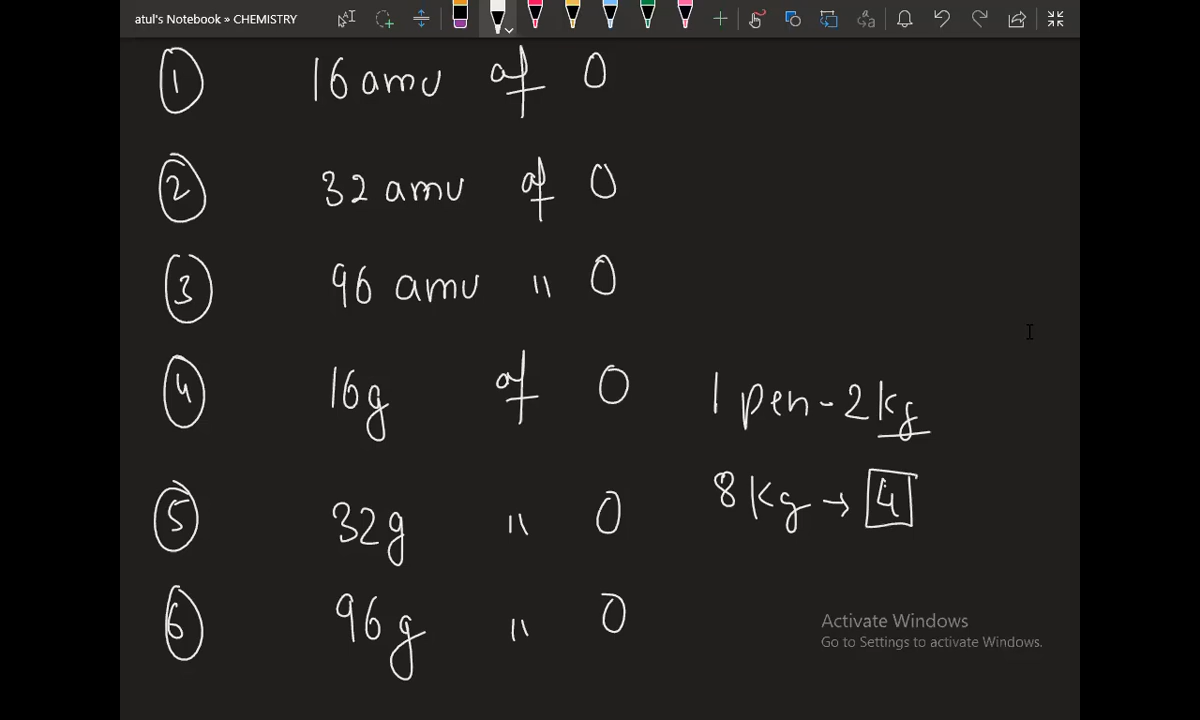 atul's Notebook » CHEMISTRY
① 16 amu of O
② 32 amu of O
③ 96 amu " O
④ 16g of O
1 pen - 2 kg
8 kg → 4
⑤ 32g " O
⑥ 96g " O
Activate Windows
Go to Settings to activate Windows.